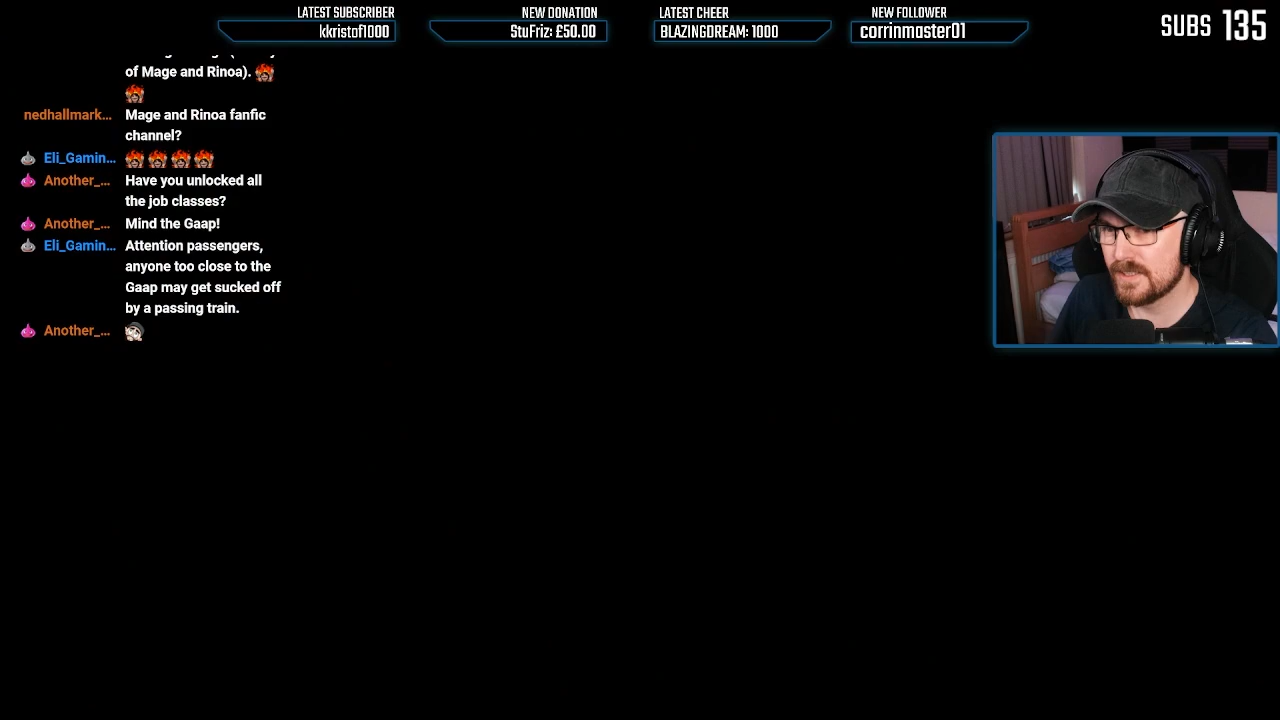 LATEST SUBSCRIBER
kkristof1000
NEW DONATION
StuFriz: £50.00
LATEST CHEER
BLAZINGDREAM: 1000
NEW FOLLOWER
corrinmaster01
SUBS 135
of Mage and Rinoa).
nedhallmark… Mage and Rinoa fanfic
channel?
Eli_Gamin…
Another_… Have you unlocked all
the job classes?
Another_… Mind the Gaap!
Eli_Gamin… Attention passengers,
anyone too close to the
Gaap may get sucked off
by a passing train.
Another_…